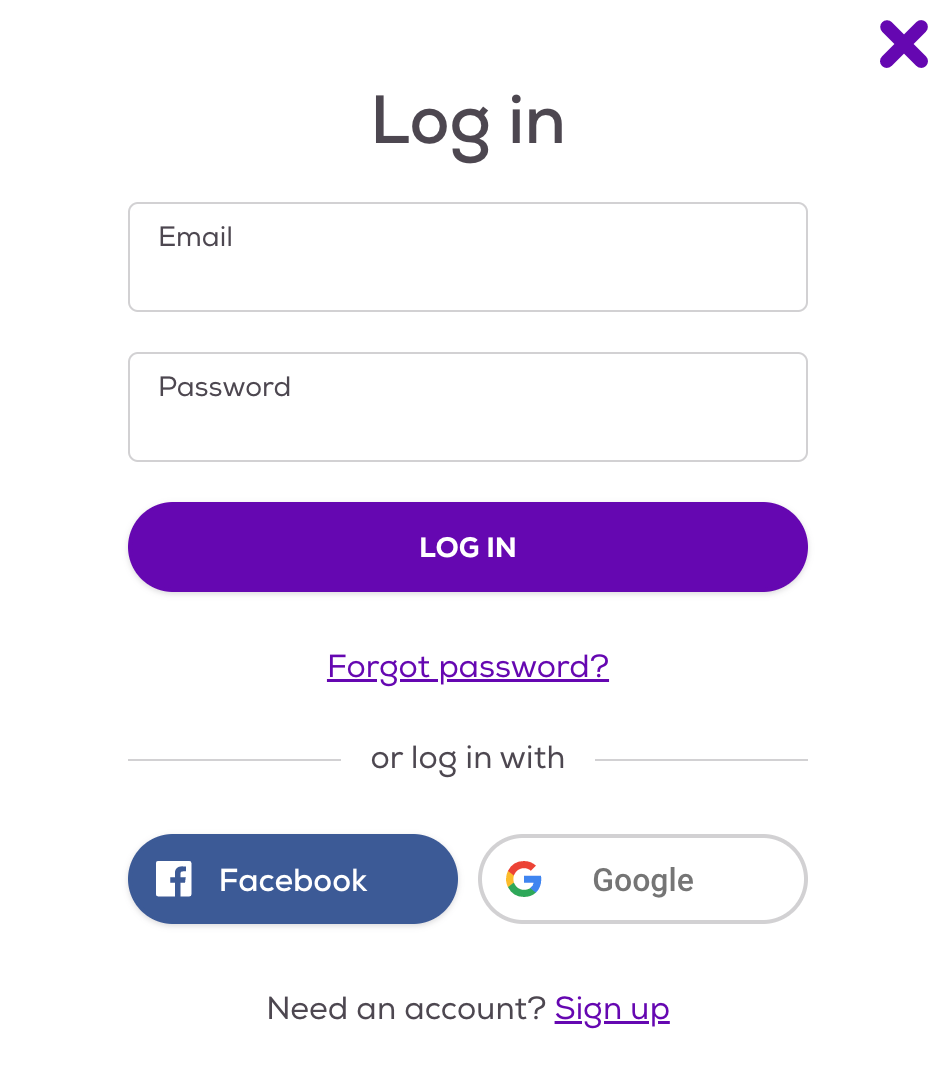 Log in
Email
Password
LOG IN
Forgot password?
or log in with
Facebook
Google
Need an account? Sign up